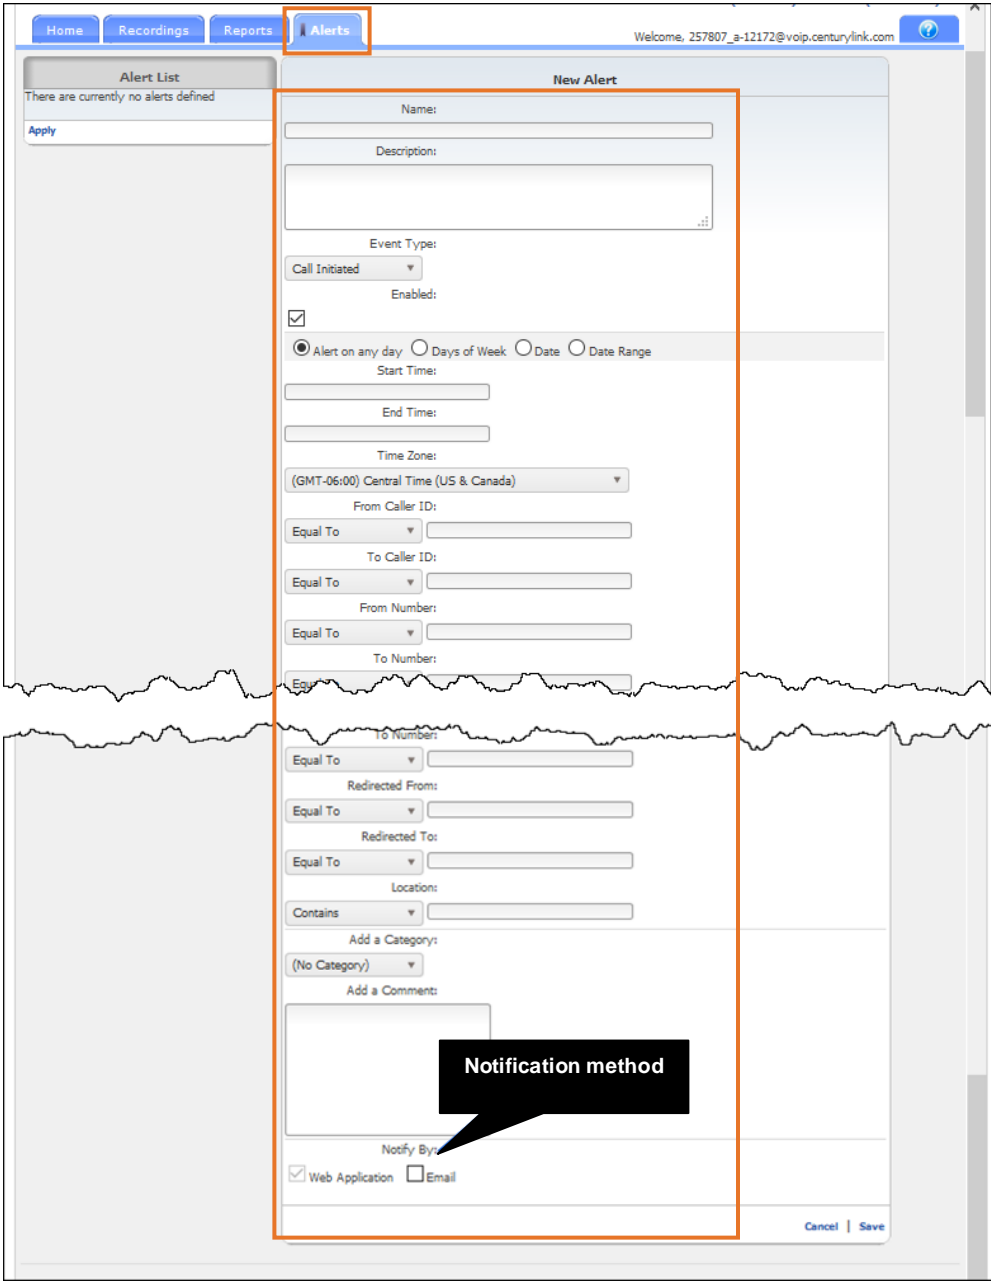 Home Recordings Reports Alerts
Welcome, 257807_a-12172@voip.centurylink.com
Alert List
There are currently no alerts defined
Apply
New Alert
Name:
Description:
Event Type:
Call Initiated
Enabled:
Alert on any day Days of Week Date Date Range
Start Time:
End Time:
Time Zone:
(GMT-06:00) Central Time (US & Canada)
From Caller ID:
Equal To
To Caller ID:
Equal To
From Number:
Equal To
To Number:
To Number:
Equal To
Redirected From:
Equal To
Redirected To:
Equal To
Location:
Contains
Add a Category:
(No Category)
Add a Comment:
Notification method
Notify By:
Web Application Email
Cancel | Save